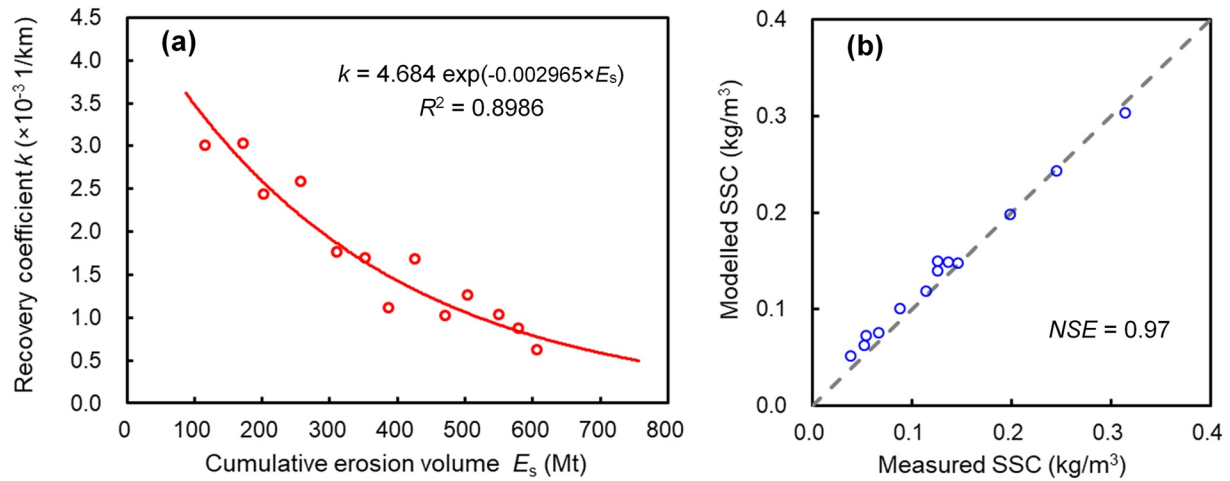 (a)
k = 4.684 exp(-0.002965×Es)
R² = 0.8986
Recovery coefficient k (×10⁻³ 1/km)
4.5
4.0
3.5
3.0
2.5
2.0
1.5
1.0
0.5
0.0
0 100 200 300 400 500 600 700 800
Cumulative erosion volume Es (Mt)
(b)
NSE = 0.97
Modelled SSC (kg/m³)
0.4
0.3
0.2
0.1
0.0
0.0 0.1 0.2 0.3 0.4
Measured SSC (kg/m³)